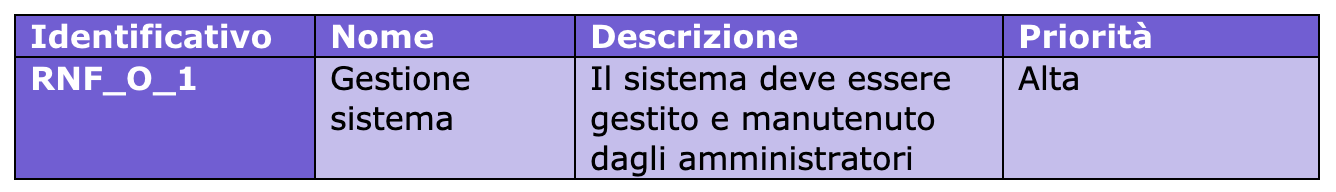 Identificativo Nome Descrizione Priorità
RNF_O_1 Gestione Il sistema deve essere Alta
sistema gestito e manutenuto
dagli amministratori